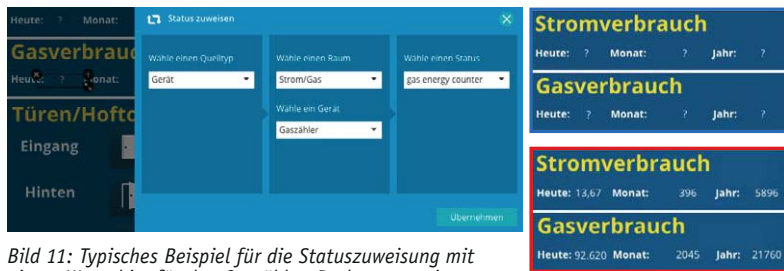 Heute: ? Monat:
Gasverbrauc
Heute: ? Monat:
Türen/Hofto
Eingang
Hinten
Status zuweisen
Wähle einen Quelltyp
Gerät
Wähle einen Raum
Strom/Gas
Wähle ein Gerät
Gaszähler
Wähle einen Status
gas energy counter
Übernehmen
Stromverbrauch
Heute: ? Monat: ? Jahr: ?
Gasverbrauch
Heute: ? Monat: ? Jahr: ?
Stromverbrauch
Heute: 13,67 Monat: 396 Jahr: 5896
Gasverbrauch
Heute: 92.620 Monat: 2045 Jahr: 21760
Bild 11: Typisches Beispiel für die Statuszuweisung mit